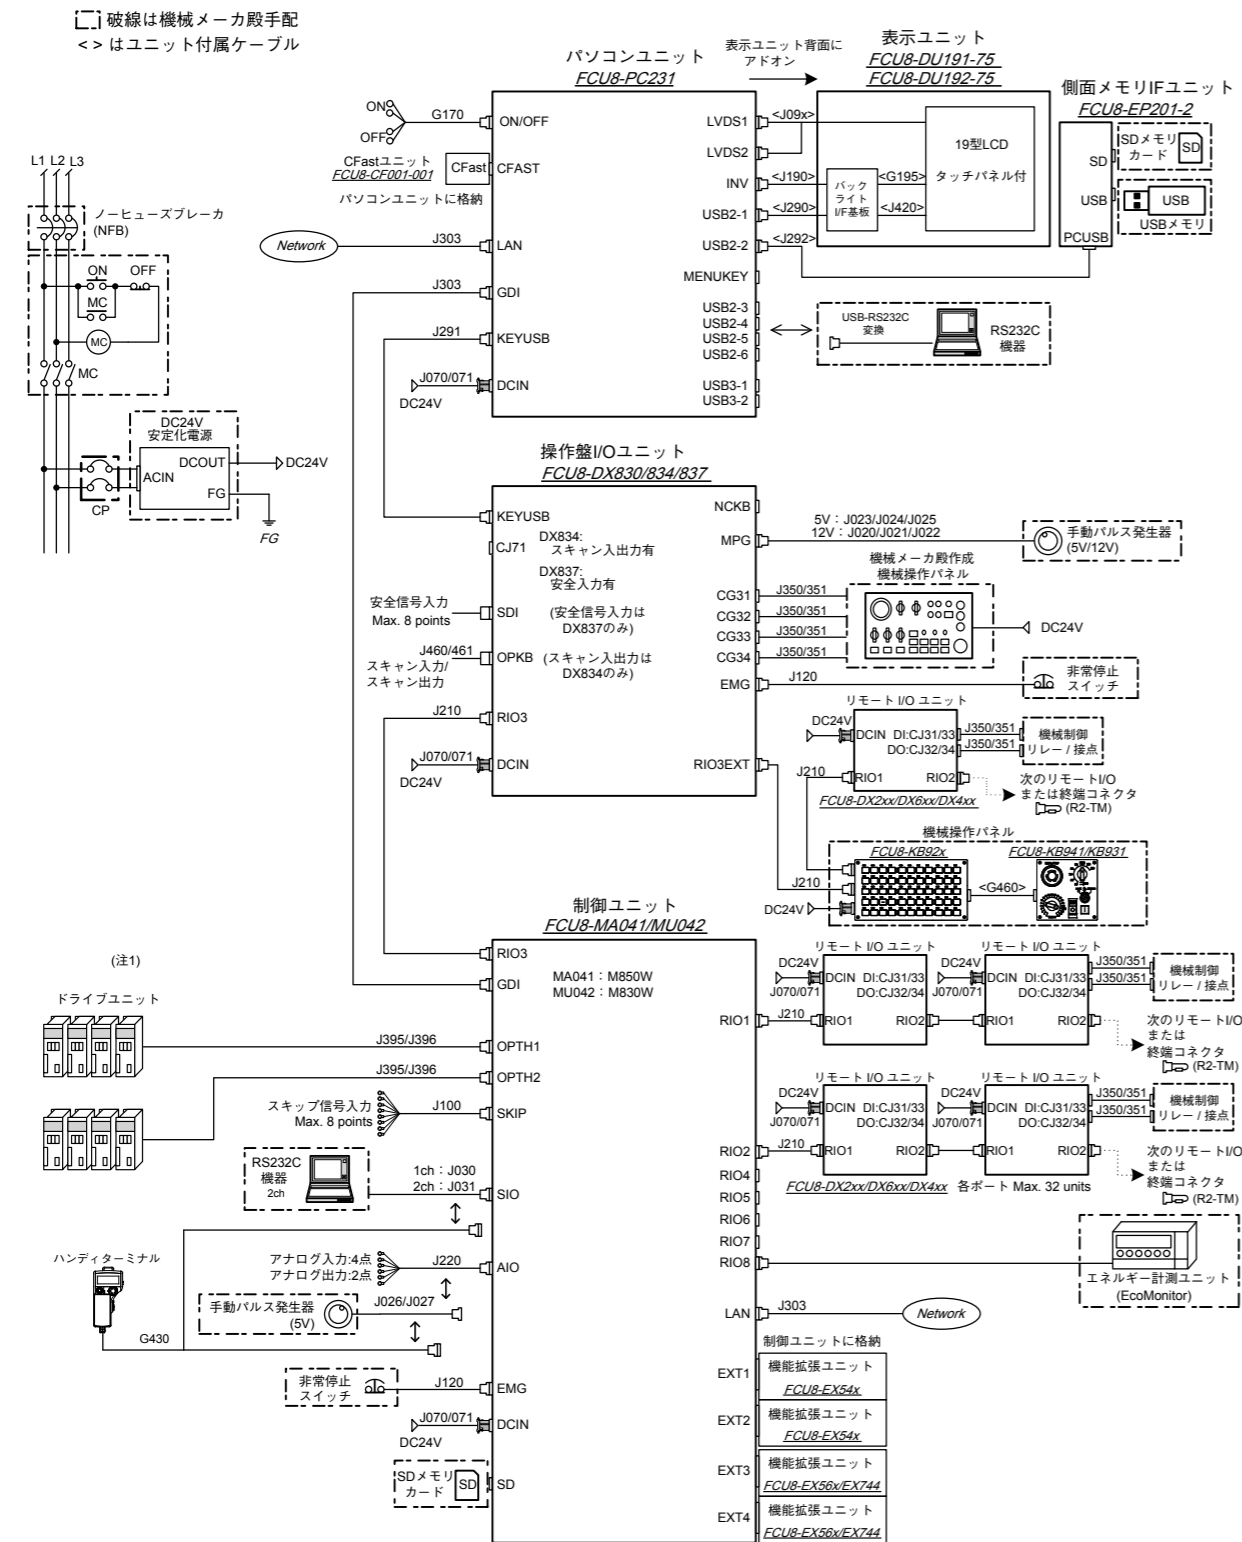 破線は機械メーカ殿手配
< > はユニット付属ケーブル
パソコンユニット
FCU8-PC231
表示ユニット背面に
アドオン
表示ユニット
FCU8-DU191-75
FCU8-DU192-75
側面メモリIFユニット
FCU8-EP201-2
ON
OFF
G170
ON/OFF
CFastユニット
FCU8-CF001-001
CFast
CFAST
パソコンユニットに格納
Network
J303
LAN
J303
GDI
J291
KEYUSB
J070/071
DC24V
DCIN
LVDS1
LVDS2
INV
USB2-1
USB2-2
MENUKEY
USB2-3
USB2-4
USB2-5
USB2-6
USB3-1
USB3-2
<J09x>
<J190>
<J290>
<J292>
バック
ライト
I/F基板
<G195>
<J420>
19型LCD
タッチパネル付
SD
USB
PCUSB
SDメモリ
カード
SD
USB
USBメモリ
USB-RS232C
変換
RS232C
機器
L1 L2 L3
ノーヒューズブレーカ
(NFB)
ON OFF
MC
MC
MC
DC24V
安定化電源
DCOUT
ACIN
FG
DC24V
FG
CP
操作盤I/Oユニット
FCU8-DX830/834/837
KEYUSB
CJ71
DX834:
スキャン入出力有
DX837:
安全入力有
安全信号入力
Max. 8 points
SDI
(安全信号入力は
DX837のみ)
J460/461
スキャン入力/
スキャン出力
OPKB
(スキャン入出力は
DX834のみ)
J210
RIO3
J070/071
DC24V
DCIN
NCKB
MPG
CG31
CG32
CG33
CG34
EMG
RIO3EXT
5V：J023/J024/J025
12V：J020/J021/J022
手動パルス発生器
(5V/12V)
機械メーカ殿作成
機械操作パネル
J350/351
J350/351
J350/351
J350/351
DC24V
J120
非常停止
スイッチ
リモート I/O ユニット
DC24V
DCIN DI:CJ31/33
DO:CJ32/34
RIO1 RIO2
J350/351
J350/351
機械制御
リレー / 接点
J210
FCU8-DX2xx/DX6xx/DX4xx
次のリモートI/O
または終端コネクタ
(R2-TM)
機械操作パネル
FCU8-KB92x
FCU8-KB941/KB931
J210
DC24V
<G460>
制御ユニット
FCU8-MA041/MU042
RIO3
GDI
MA041：M850W
MU042：M830W
(注1)
ドライブユニット
J395/J396
OPTH1
J395/J396
OPTH2
スキップ信号入力
Max. 8 points
J100
SKIP
RS232C
機器
2ch
1ch：J030
2ch：J031
SIO
ハンディターミナル
アナログ入力:4点
アナログ出力:2点
J220
AIO
手動パルス発生器
(5V)
J026/J027
G430
非常停止
スイッチ
J120
EMG
J070/071
DC24V
DCIN
SDメモリ
カード
SD
SD
リモート I/O ユニット
リモート I/O ユニット
DC24V
J070/071
DCIN DI:CJ31/33
DO:CJ32/34
DC24V
J070/071
DCIN DI:CJ31/33
DO:CJ32/34
J350/351
J350/351
機械制御
リレー / 接点
RIO1
J210
RIO1 RIO2
RIO1 RIO2
次のリモートI/O
または
終端コネクタ
(R2-TM)
リモート I/O ユニット
リモート I/O ユニット
DC24V
J070/071
DCIN DI:CJ31/33
DO:CJ32/34
DC24V
J070/071
DCIN DI:CJ31/33
DO:CJ32/34
J350/351
J350/351
機械制御
リレー / 接点
RIO2
J210
RIO1 RIO2
RIO1 RIO2
次のリモートI/O
または
終端コネクタ
(R2-TM)
FCU8-DX2xx/DX6xx/DX4xx
各ポート Max. 32 units
RIO4
RIO5
RIO6
RIO7
RIO8
エネルギー計測ユニット
(EcoMonitor)
LAN
J303
Network
制御ユニットに格納
EXT1
機能拡張ユニット
FCU8-EX54x
EXT2
機能拡張ユニット
FCU8-EX54x
EXT3
機能拡張ユニット
FCU8-EX56x/EX744
EXT4
機能拡張ユニット
FCU8-EX56x/EX744